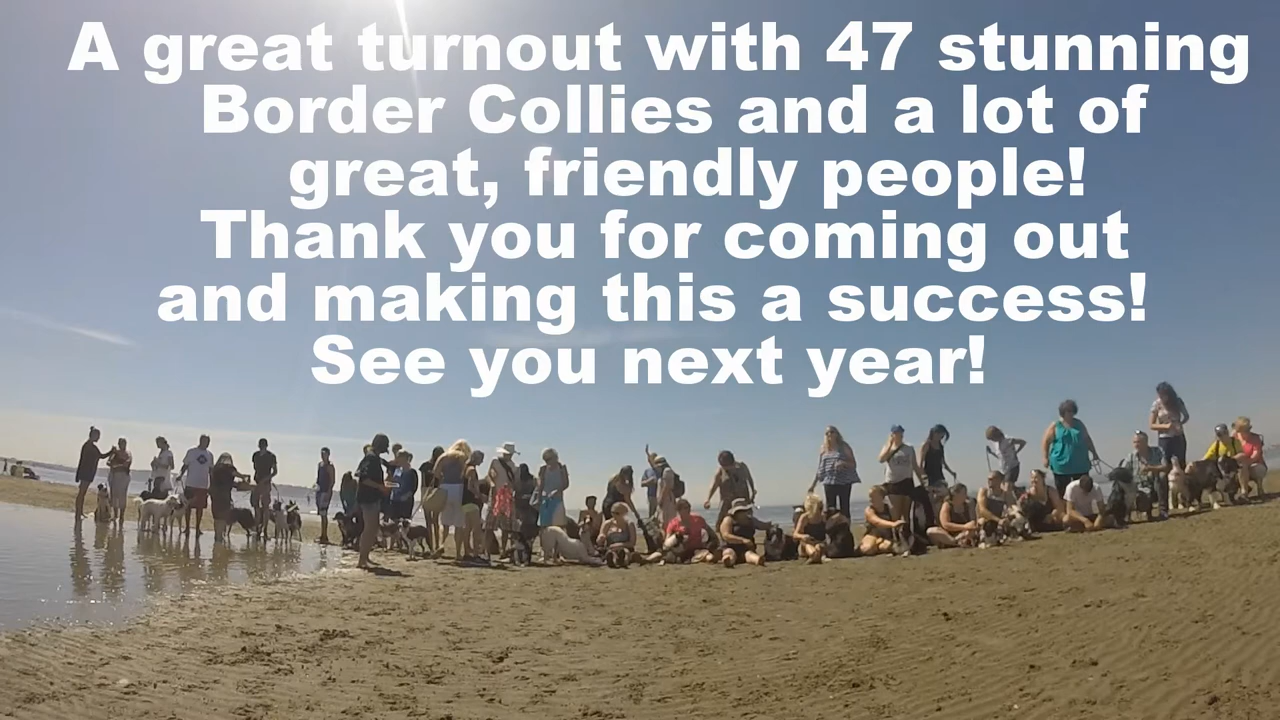 A great turnout with 47 stunning
Border Collies and a lot of
great, friendly people!
Thank you for coming out
and making this a success!
See you next year!